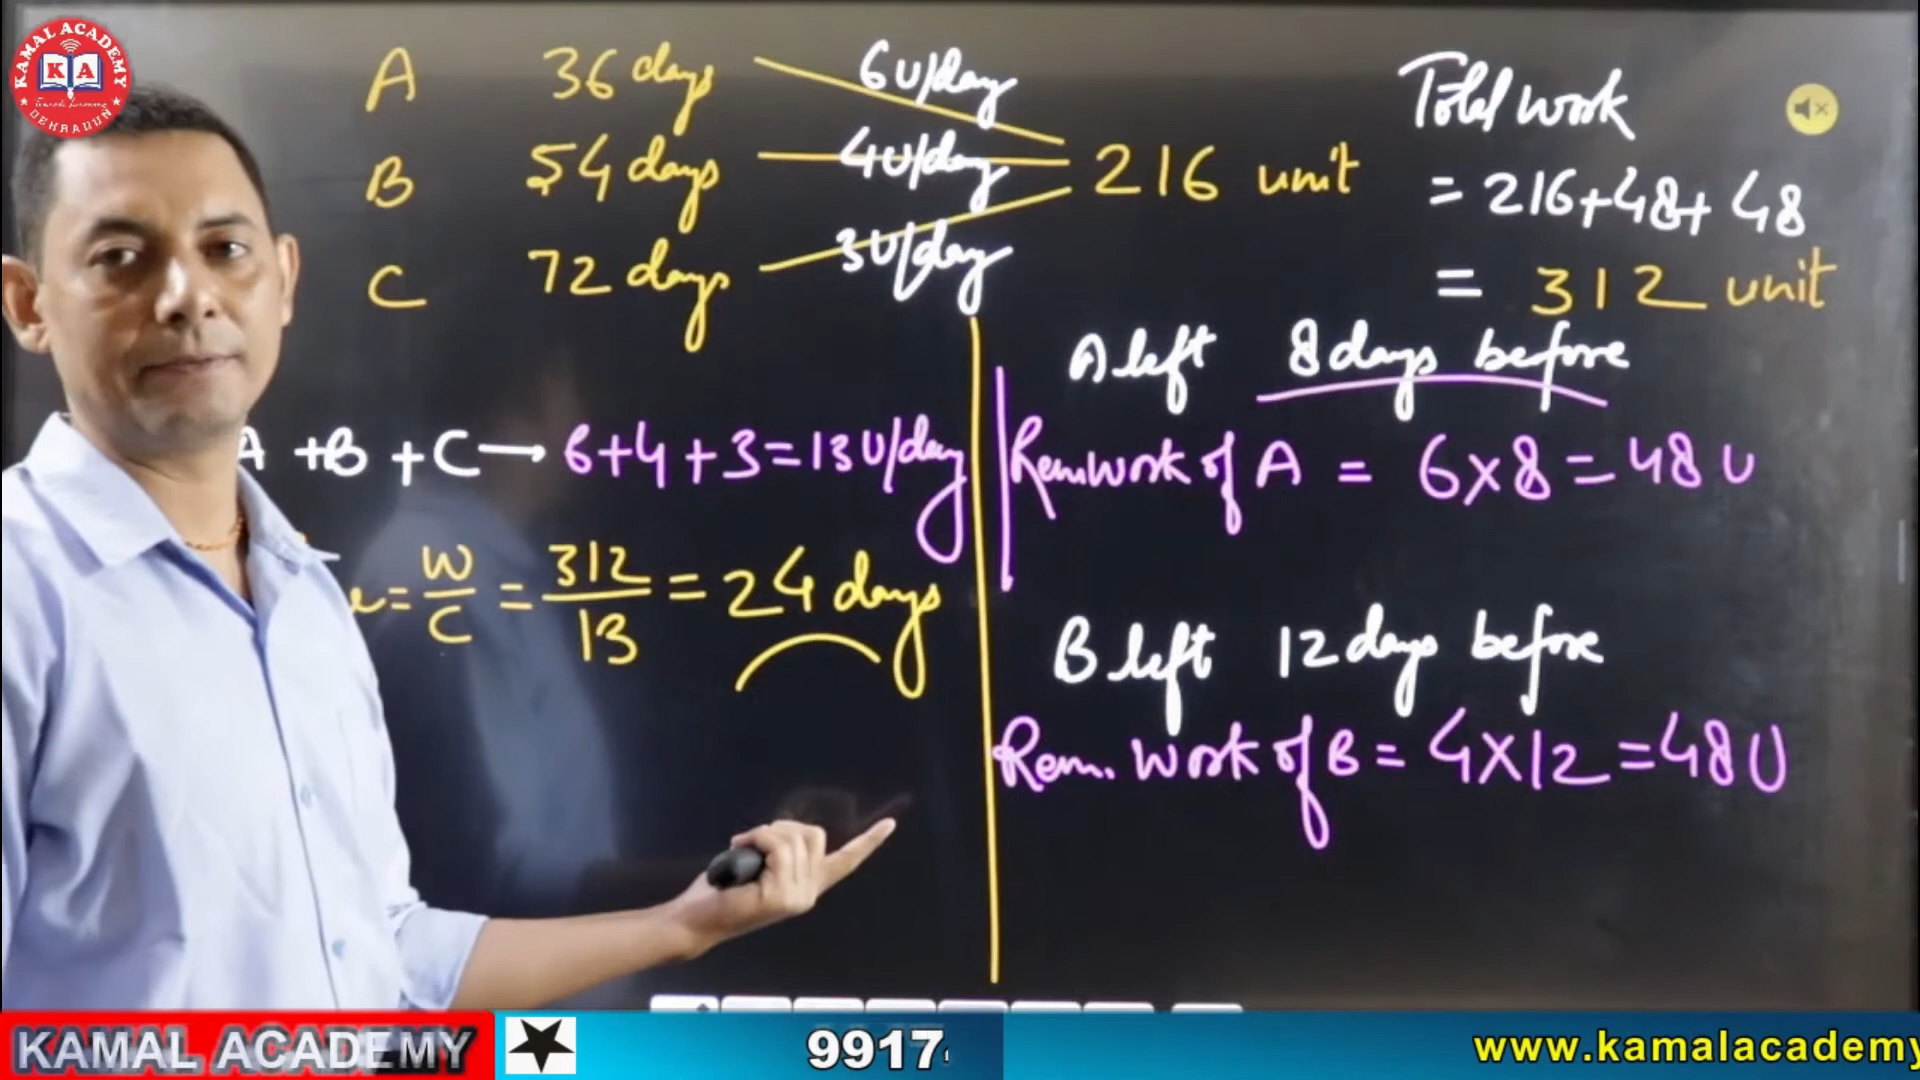 KAMAL ACADEMY
KA
DEHRADUN
A 36 days 6U/day
B 54 days 4U/day 216 unit
C 72 days 3U/day
Total work
= 216+48+48
= 312 unit
A left 8 days before
Rem. work of A = 6×8 = 48 U
A +B +C → 6+4+3=13U/day
= W/C = 312/13 = 24 days
B left 12 days before
Rem. work of B = 4×12 = 48U
KAMAL ACADEMY
9917
www.kamalacademy